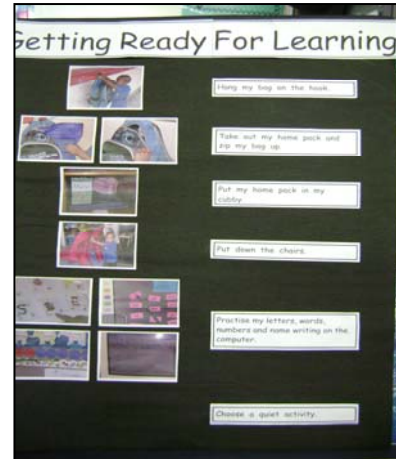 Getting Ready For Learning
Hang my bag on the hook.
Take out my home pack and
zip my bag up.
Put my home pack in my
cubby.
Put down the chairs.
Practise my letters, words,
numbers and name writing on the
computer.
Choose a quiet activity.